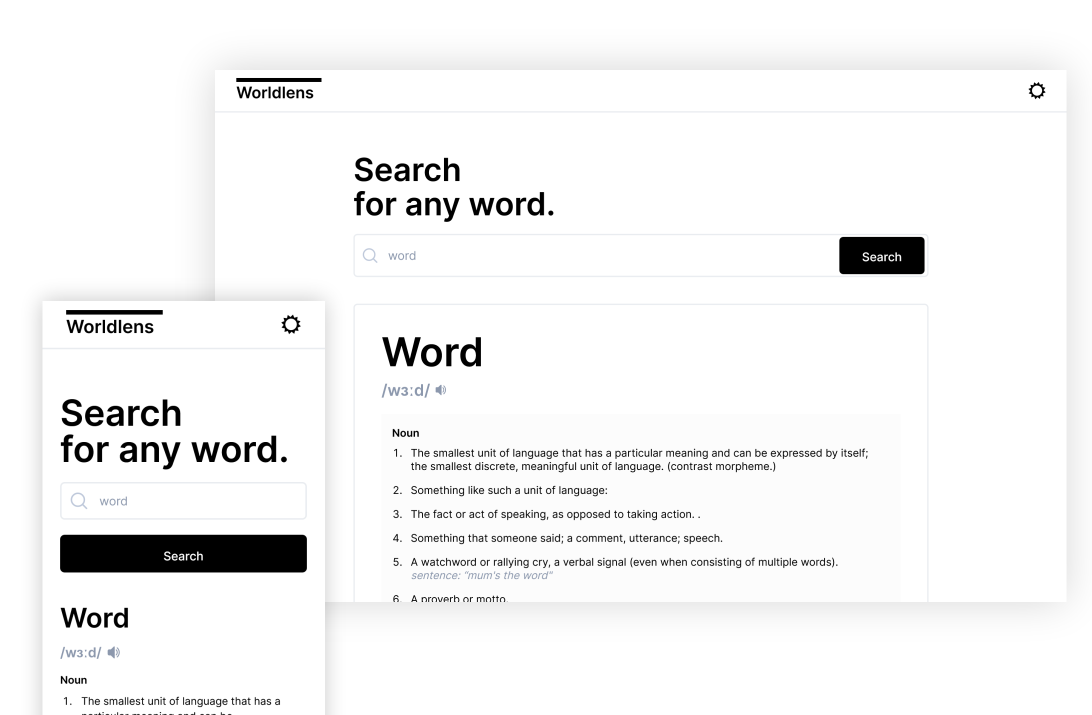 Worldlens
Search
for any word.
word
Search
Word
/wɜːd/
Noun
1. The smallest unit of language that has a particular meaning and can be expressed by itself;
the smallest discrete, meaningful unit of language. (contrast morpheme.)
2. Something like such a unit of language:
3. The fact or act of speaking, as opposed to taking action. .
4. Something that someone said; a comment, utterance; speech.
5. A watchword or rallying cry, a verbal signal (even when consisting of multiple words).
sentence: "mum's the word"
6. A proverb or motto.
Worldlens
Search
for any word.
word
Search
Word
/wɜːd/
Noun
1. The smallest unit of language that has a
particular meaning and can be